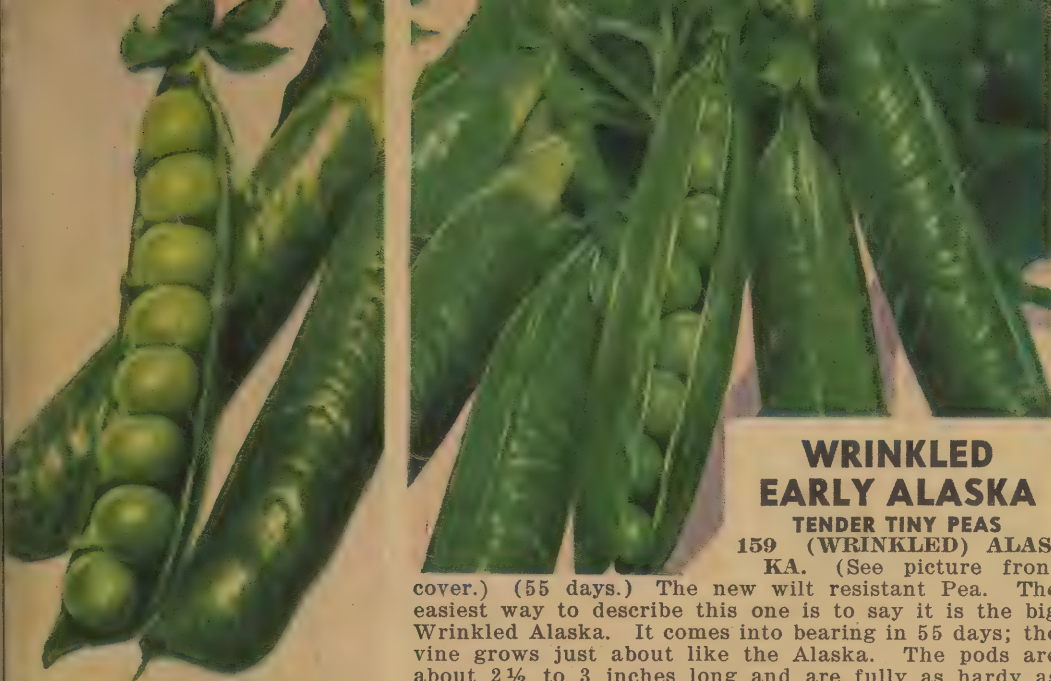 WRINKLED
EARLY ALASKA
TENDER TINY PEAS
159 (WRINKLED) ALAS
KA. (See picture fron
cover.) (55 days.) The new wilt resistant Pea. The
easiest way to describe this one is to say it is the big
Wrinkled Alaska. It comes into bearing in 55 days; the
vine grows just about like the Alaska. The pods are
about 2½ to 3 inches long and are fully as hardy as